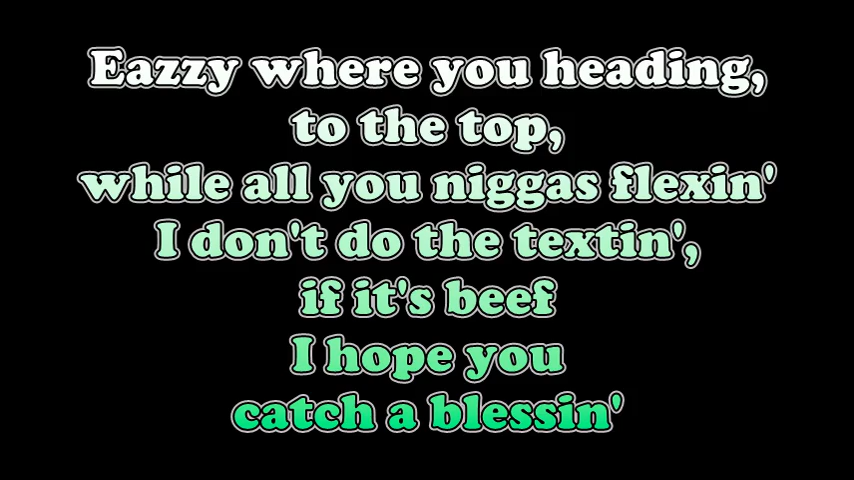 Eazzy where you heading,
to the top,
while all you niggas flexin'
I don't do the textin',
if it's beef
I hope you
catch a blessin'